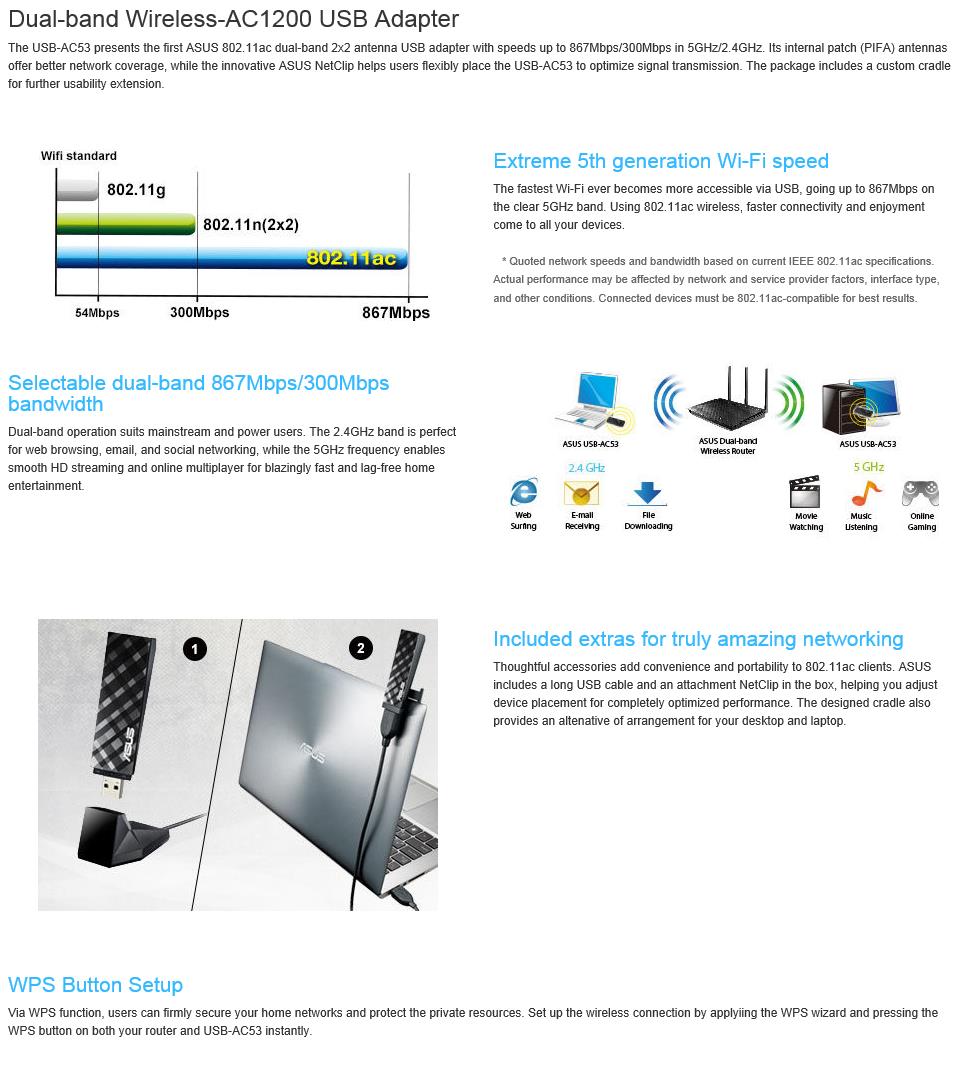 Dual-band Wireless-AC1200 USB Adapter
The USB-AC53 presents the first ASUS 802.11ac dual-band 2x2 antenna USB adapter with speeds up to 867Mbps/300Mbps in 5GHz/2.4GHz. Its internal patch (PIFA) antennas
offer better network coverage, while the innovative ASUS NetClip helps users flexibly place the USB-AC53 to optimize signal transmission. The package includes a custom cradle
for further usability extension.
Wifi standard
802.11g
802.11n(2x2)
802.11ac
54Mbps
300Mbps
867Mbps
Extreme 5th generation Wi-Fi speed
The fastest Wi-Fi ever becomes more accessible via USB, going up to 867Mbps on
the clear 5GHz band. Using 802.11ac wireless, faster connectivity and enjoyment
come to all your devices.
* Quoted network speeds and bandwidth based on current IEEE 802.11ac specifications.
Actual performance may be affected by network and service provider factors, interface type,
and other conditions. Connected devices must be 802.11ac-compatible for best results.
Selectable dual-band 867Mbps/300Mbps
bandwidth
Dual-band operation suits mainstream and power users. The 2.4GHz band is perfect
for web browsing, email, and social networking, while the 5GHz frequency enables
smooth HD streaming and online multiplayer for blazingly fast and lag-free home
entertainment.
ASUS USB-AC53
ASUS Dual-band
Wireless Router
ASUS USB-AC53
2.4 GHz
5 GHz
Web
Surfing
E-mail
Receiving
File
Downloading
Movie
Watching
Music
Listening
Online
Gaming
1
2
ASUS
ASUS
ASUS
Included extras for truly amazing networking
Thoughtful accessories add convenience and portability to 802.11ac clients. ASUS
includes a long USB cable and an attachment NetClip in the box, helping you adjust
device placement for completely optimized performance. The designed cradle also
provides an altenative of arrangement for your desktop and laptop.
WPS Button Setup
Via WPS function, users can firmly secure your home networks and protect the private resources. Set up the wireless connection by applyiing the WPS wizard and pressing the
WPS button on both your router and USB-AC53 instantly.